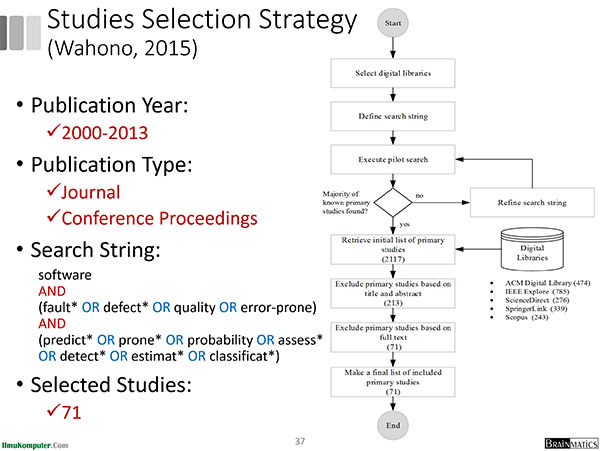 Studies Selection Strategy
(Wahono, 2015)
• Publication Year:
✓2000-2013
• Publication Type:
✓Journal
✓Conference Proceedings
• Search String:
software
AND
(fault* OR defect* OR quality OR error-prone)
AND
(predict* OR prone* OR probability OR assess*
OR detect* OR estimat* OR classificat*)
• Selected Studies:
✓71
Start
Select digital libraries
Define search string
Execute pilot search
Majority of
known primary
studies found?
no
Refine search string
yes
Retrieve initial list of primary
studies
(2117)
Digital
Libraries
• ACM Digital Library (474)
• IEEE Explore (785)
• ScienceDirect (276)
• SpringerLink (339)
• Scopus (243)
Exclude primary studies based on
title and abstract
(213)
Exclude primary studies based on
full text
(71)
Make a final list of included
primary studies
(71)
End
IlmuKomputer.Com
37
BRAINMATICS